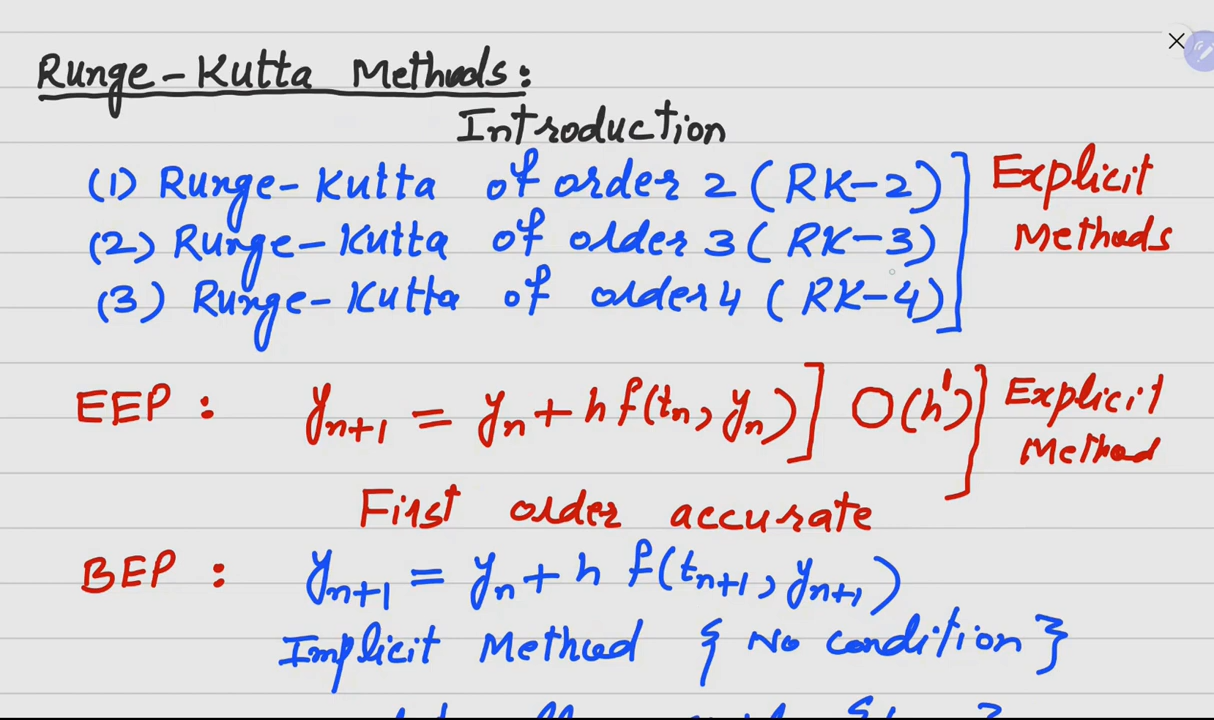 Runge-Kutta Methods:
Introduction
(1) Runge-Kutta of order 2 (RK-2)
(2) Runge-Kutta of order 3 (RK-3)
(3) Runge-Kutta of order 4 (RK-4)
Explicit
Methods
EEP : yₙ₊₁ = yₙ + h f(tₙ, yₙ) ] O(h¹) ] Explicit
Method
First order accurate
BEP : yₙ₊₁ = yₙ + h f(tₙ₊₁, yₙ₊₁)
Implicit Method { No condition }